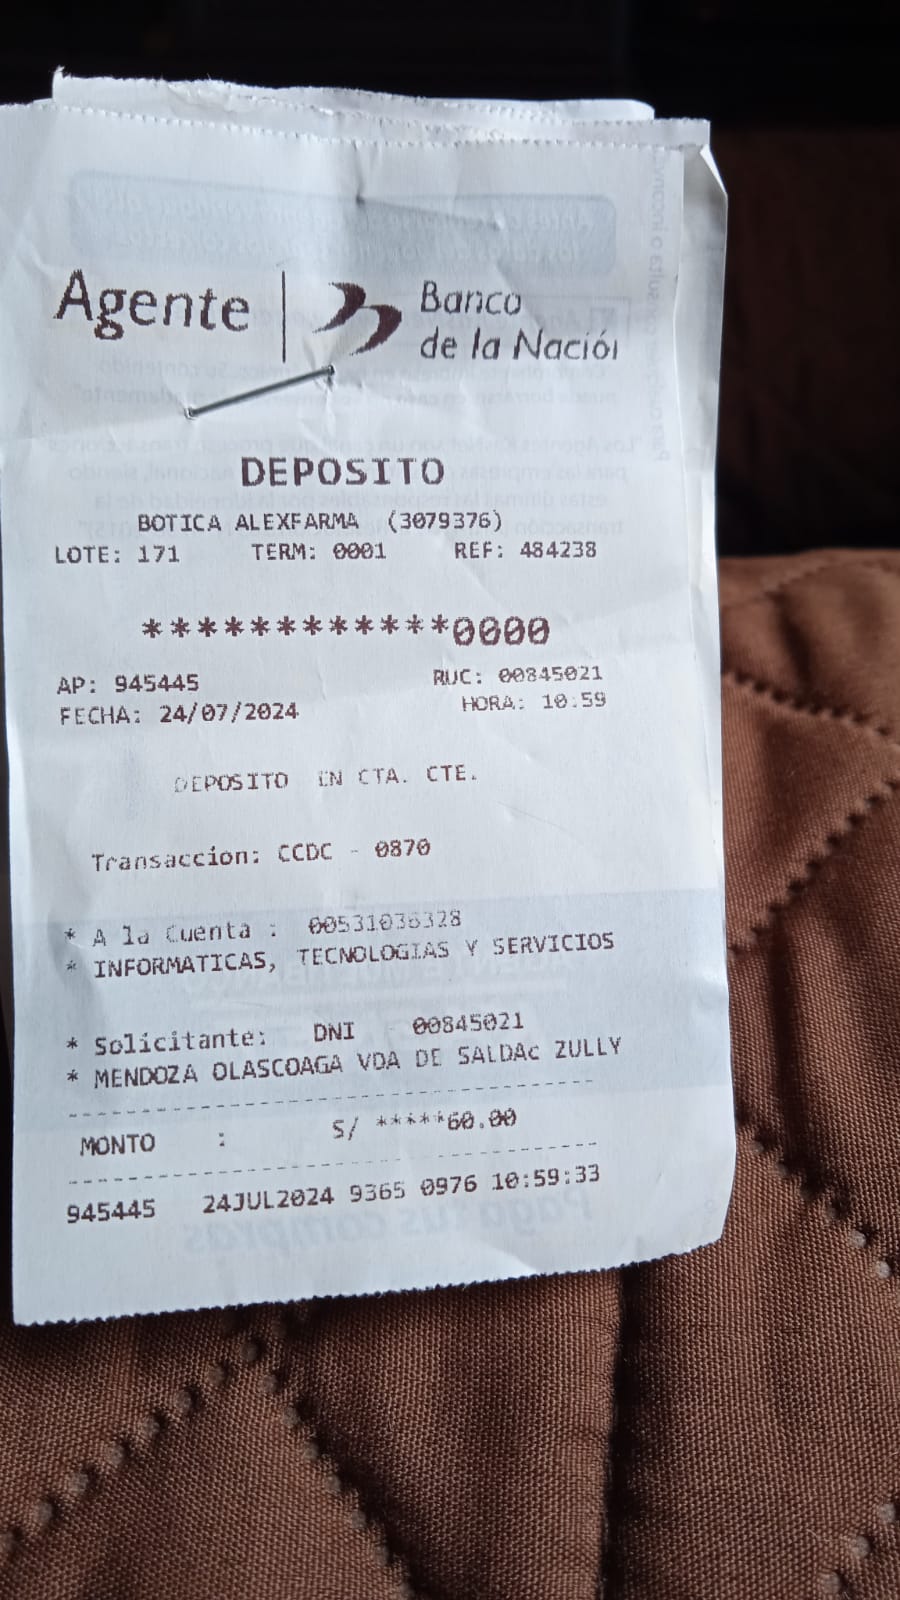 Agente | Banco
de la Nación
DEPOSITO
BOTICA ALEXFARMA (3079376)
LOTE: 171 TERM: 0001 REF: 484238
************0000
AP: 945445 RUC: 00845021
FECHA: 24/07/2024 HORA: 10:59
DEPOSITO EN CTA. CTE.
Transaccion: CCDC - 0870
* A la Cuenta : 00531036328
* INFORMATICAS, TECNOLOGIAS Y SERVICIOS
* Solicitante: DNI - 00845021
* MENDOZA OLASCOAGA VDA DE SALDAc ZULLY
MONTO : S/ *****60.00
945445 24JUL2024 9365 0976 10:59:33